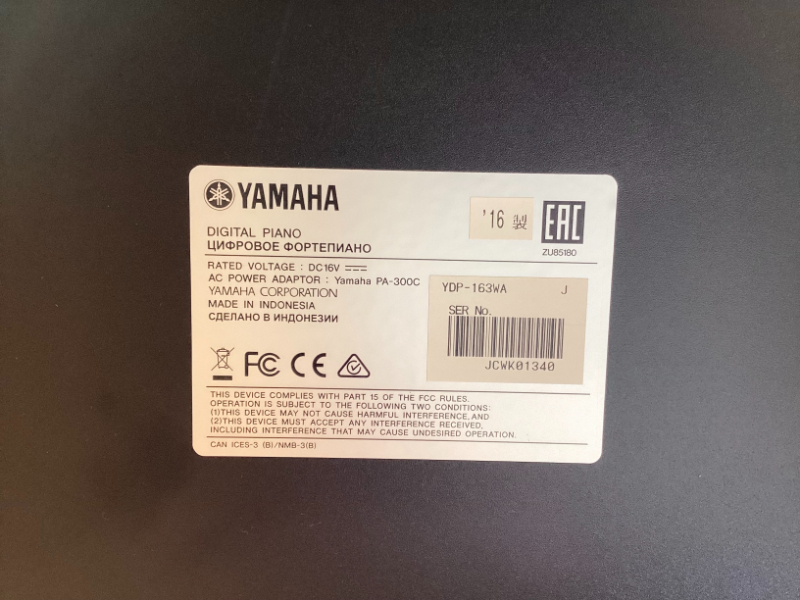 YAMAHA
'16 製
EAC
ZU85180
DIGITAL PIANO
ЦИФРОВОЕ ФОРТЕПИАНО
RATED VOLTAGE : DC16V
AC POWER ADAPTOR : Yamaha PA-300C
YAMAHA CORPORATION
MADE IN INDONESIA
СДЕЛАНО В ИНДОНЕЗИИ
YDP-163WA J
SER No.
JCWK01340
FC CE
THIS DEVICE COMPLIES WITH PART 15 OF THE FCC RULES.
OPERATION IS SUBJECT TO THE FOLLOWING TWO CONDITIONS:
(1)THIS DEVICE MAY NOT CAUSE HARMFUL INTERFERENCE,AND
(2)THIS DEVICE MUST ACCEPT ANY INTERFERENCE RECEIVED,
INCLUDING INTERFERENCE THAT MAY CAUSE UNDESIRED OPERATION.
CAN ICES-3 (B)/NMB-3(B)